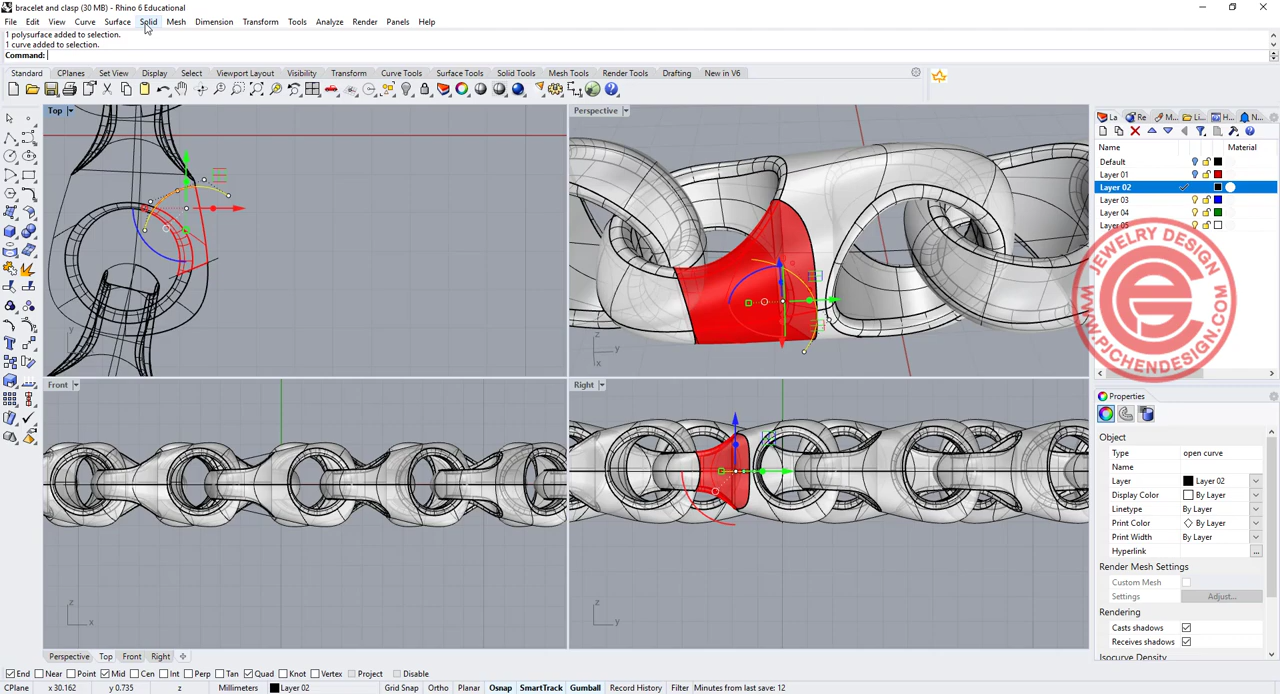 bracelet and clasp (30 MB) - Rhino 6 Educational
File Edit View Curve Surface Solid Mesh Dimension Transform Tools Analyze Render Panels Help
1 polysurface added to selection.
1 curve added to selection.
Command:
Standard CPlanes Set View Display Select Viewport Layout Visibility Transform Curve Tools Surface Tools Solid Tools Mesh Tools Render Tools Drafting New in V6
Top
Perspective
La Re M... Li... H... N...
Name Material
Default
Layer 01
Layer 02
Layer 03
Layer 04
Layer 05
JEWELRY DESIGN
WWW.PJCHENDESIGN.COM
y
z
y
x
Front
Right
Properties
Object
Type open curve
Name
Layer Layer 02
Display Color By Layer
Linetype By Layer
Print Color By Layer
Print Width By Layer
Hyperlink ...
Render Mesh Settings
Custom Mesh
Settings Adjust...
Rendering
Casts shadows
Receives shadows
Isocurve Density
z
x
z
y
Perspective Top Front Right
End Near Point Mid Cen Int Perp Tan Quad Knot Vertex Project Disable
CPlane x 30.162 y 0.735 z Millimeters Layer 02 Grid Snap Ortho Planar Osnap SmartTrack Gumball Record History Filter Minutes from last save: 12